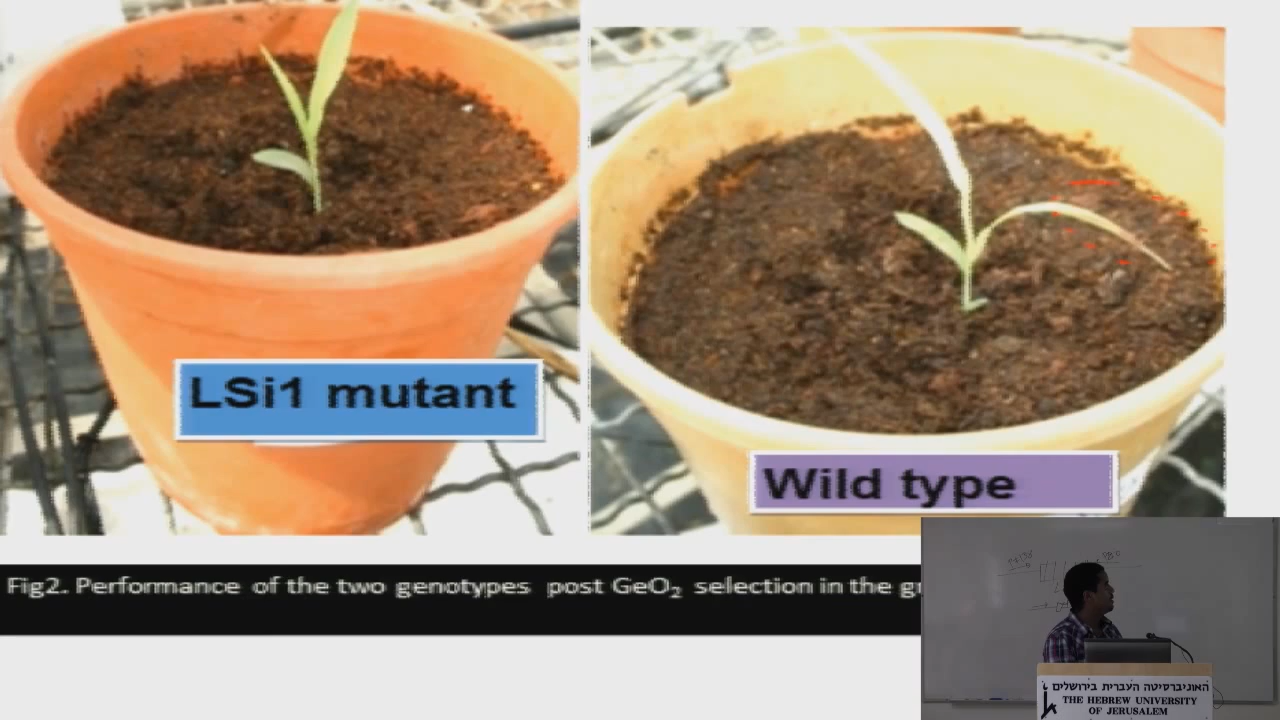 LSi1 mutant
Wild type
Fig2. Performance of the two genotypes post GeO₂ selection in the
האוניברסיטה העברית בירושלים
THE HEBREW UNIVERSITY
OF JERUSALEM